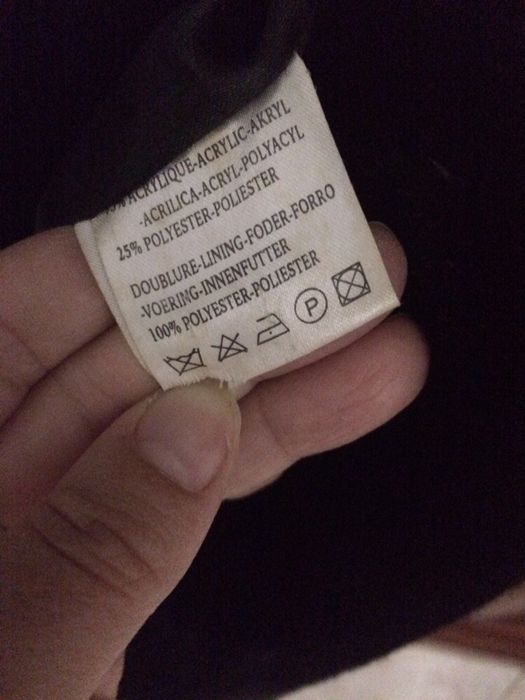 ACRYLIQUE-ACRYLIC-AKRYL
-ACRILICA-ACRYL-POLYACYL
25% POLYESTER-POLIESTER
DOUBLURE-LINING-FODER-FORRO
-VOERING-INNENFUTTER
100% POLYESTER-POLIESTER
P